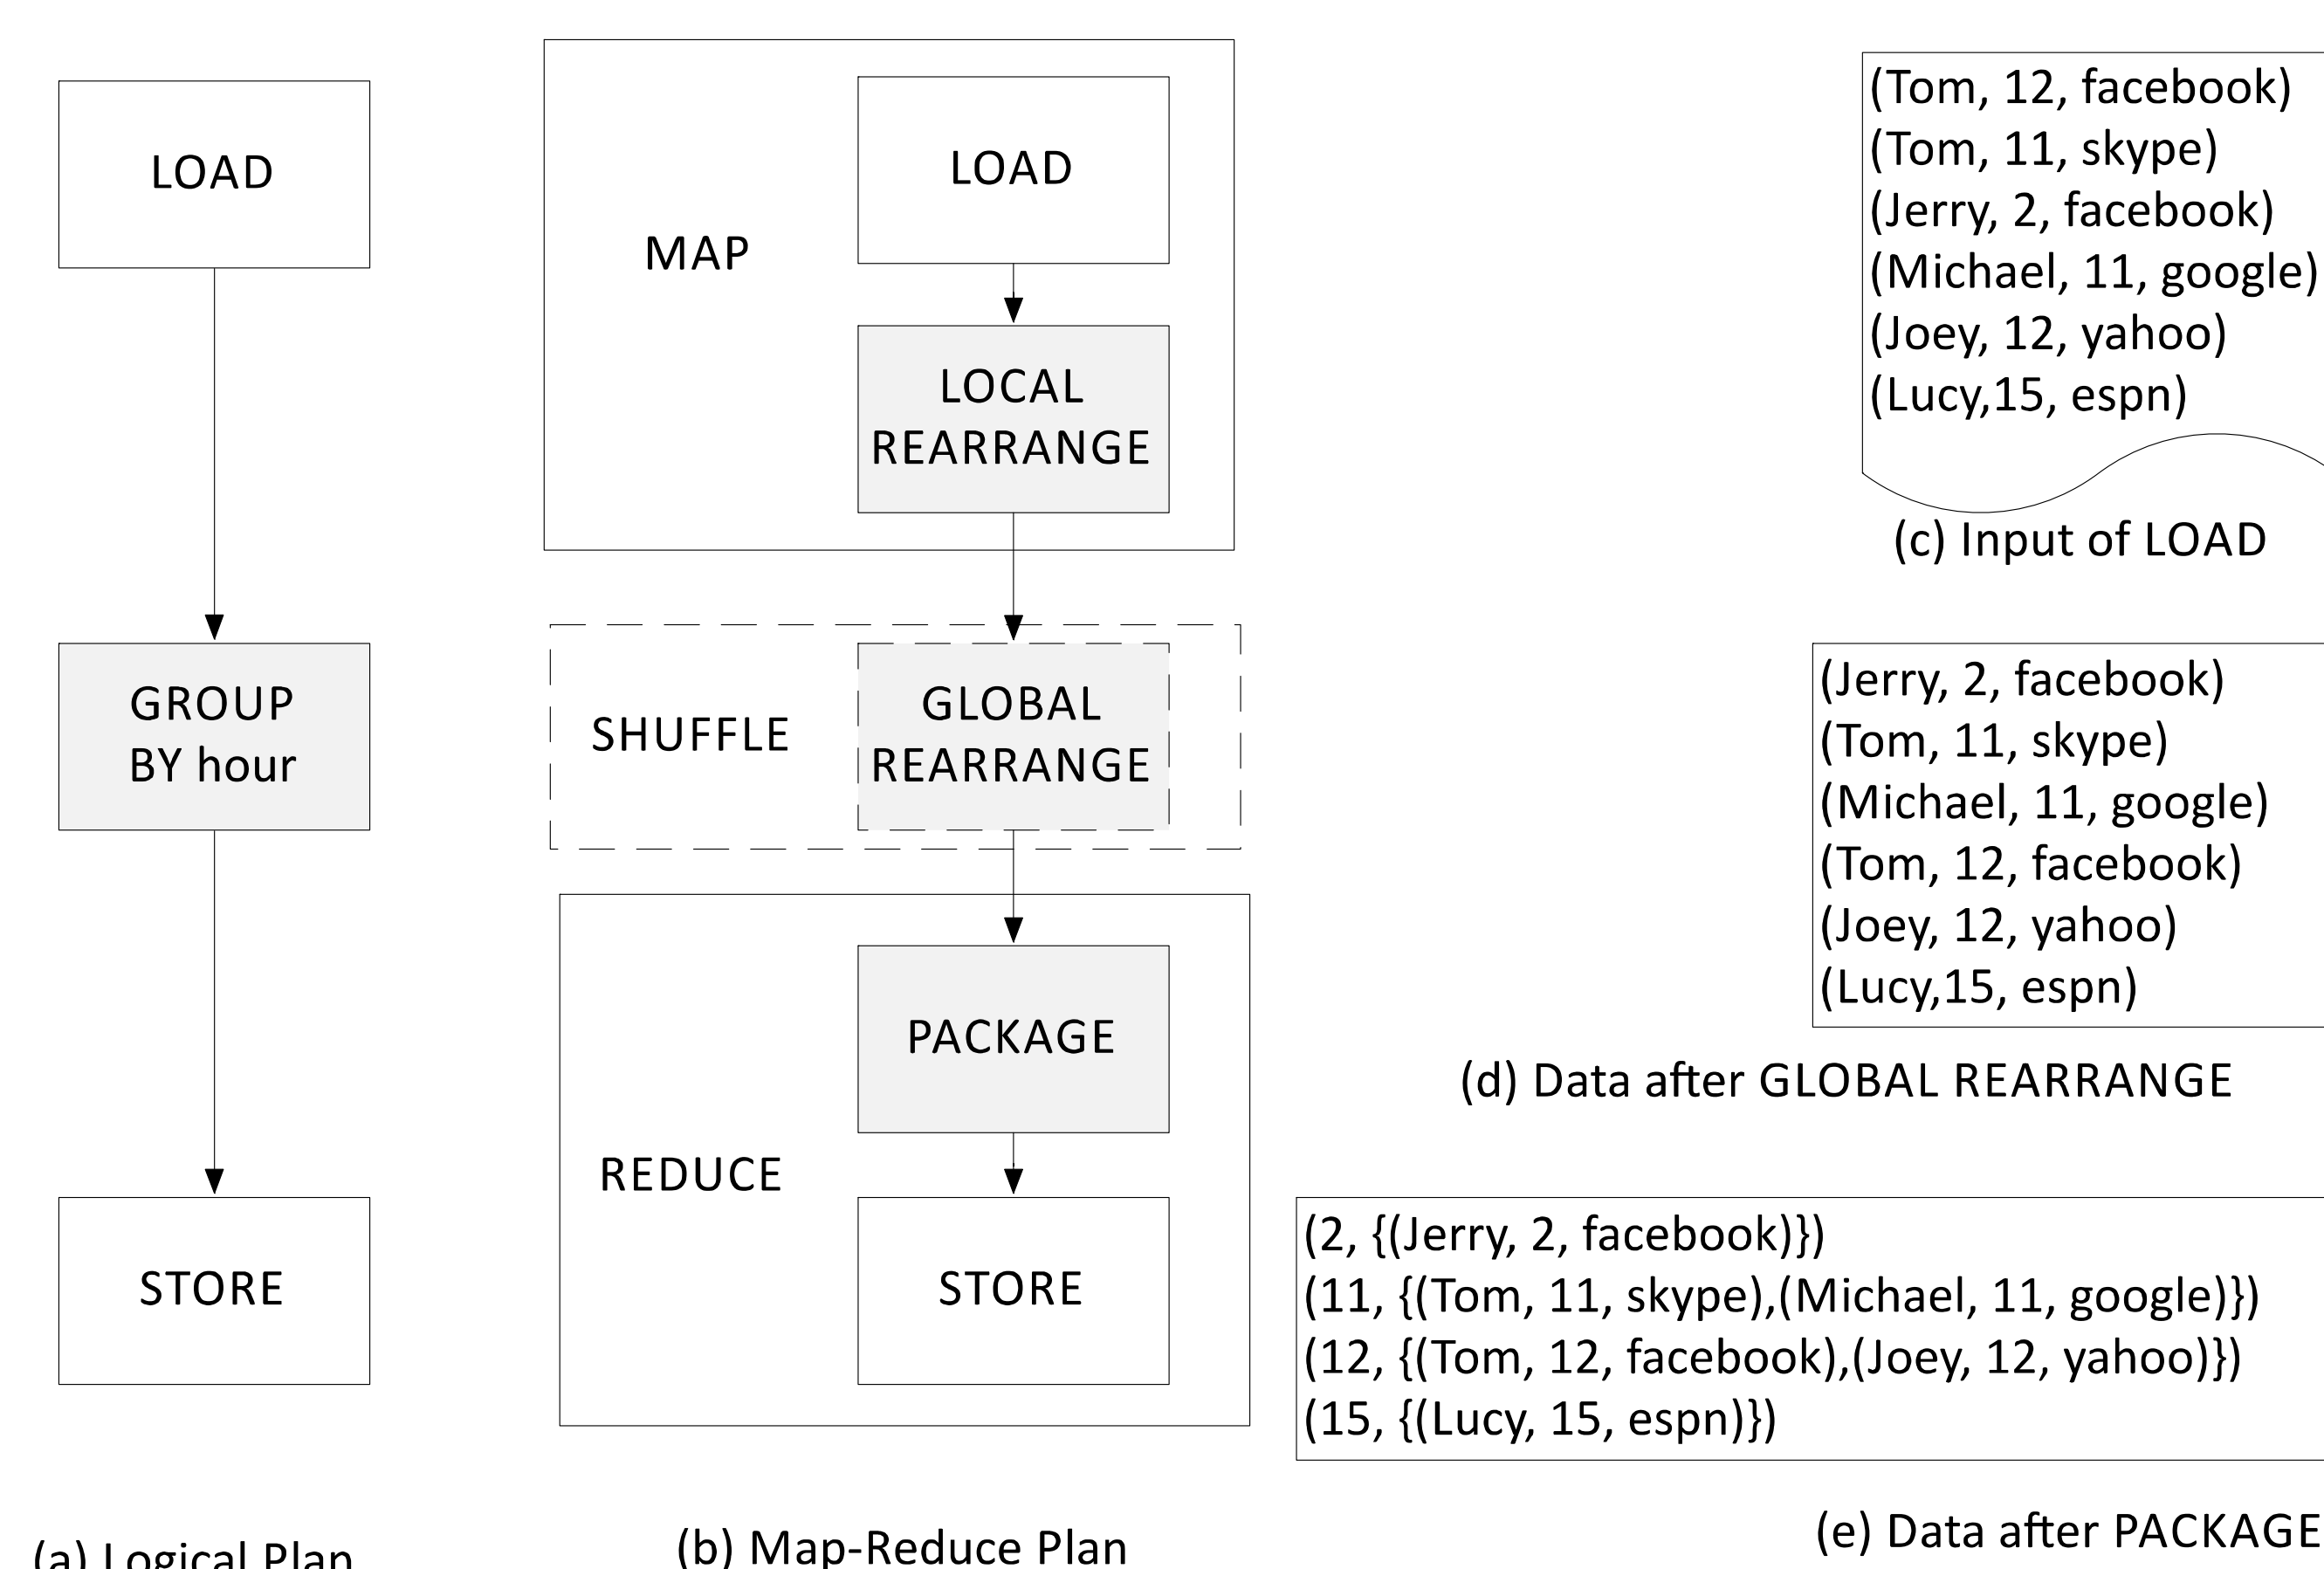 LOAD
GROUP
BY hour
STORE
(a) Logical Plan
MAP
LOAD
LOCAL
REARRANGE
SHUFFLE
GLOBAL
REARRANGE
REDUCE
PACKAGE
STORE
(b) Map-Reduce Plan
(Tom, 12, facebook)
(Tom, 11, skype)
(Jerry, 2, facebook)
(Michael, 11, google)
(Joey, 12, yahoo)
(Lucy,15, espn)
(c) Input of LOAD
(Jerry, 2, facebook)
(Tom, 11, skype)
(Michael, 11, google)
(Tom, 12, facebook)
(Joey, 12, yahoo)
(Lucy,15, espn)
(d) Data after GLOBAL REARRANGE
(2, {(Jerry, 2, facebook)})
(11, {(Tom, 11, skype),(Michael, 11, google)})
(12, {(Tom, 12, facebook),(Joey, 12, yahoo)})
(15, {(Lucy, 15, espn)})
(e) Data after PACKAGE